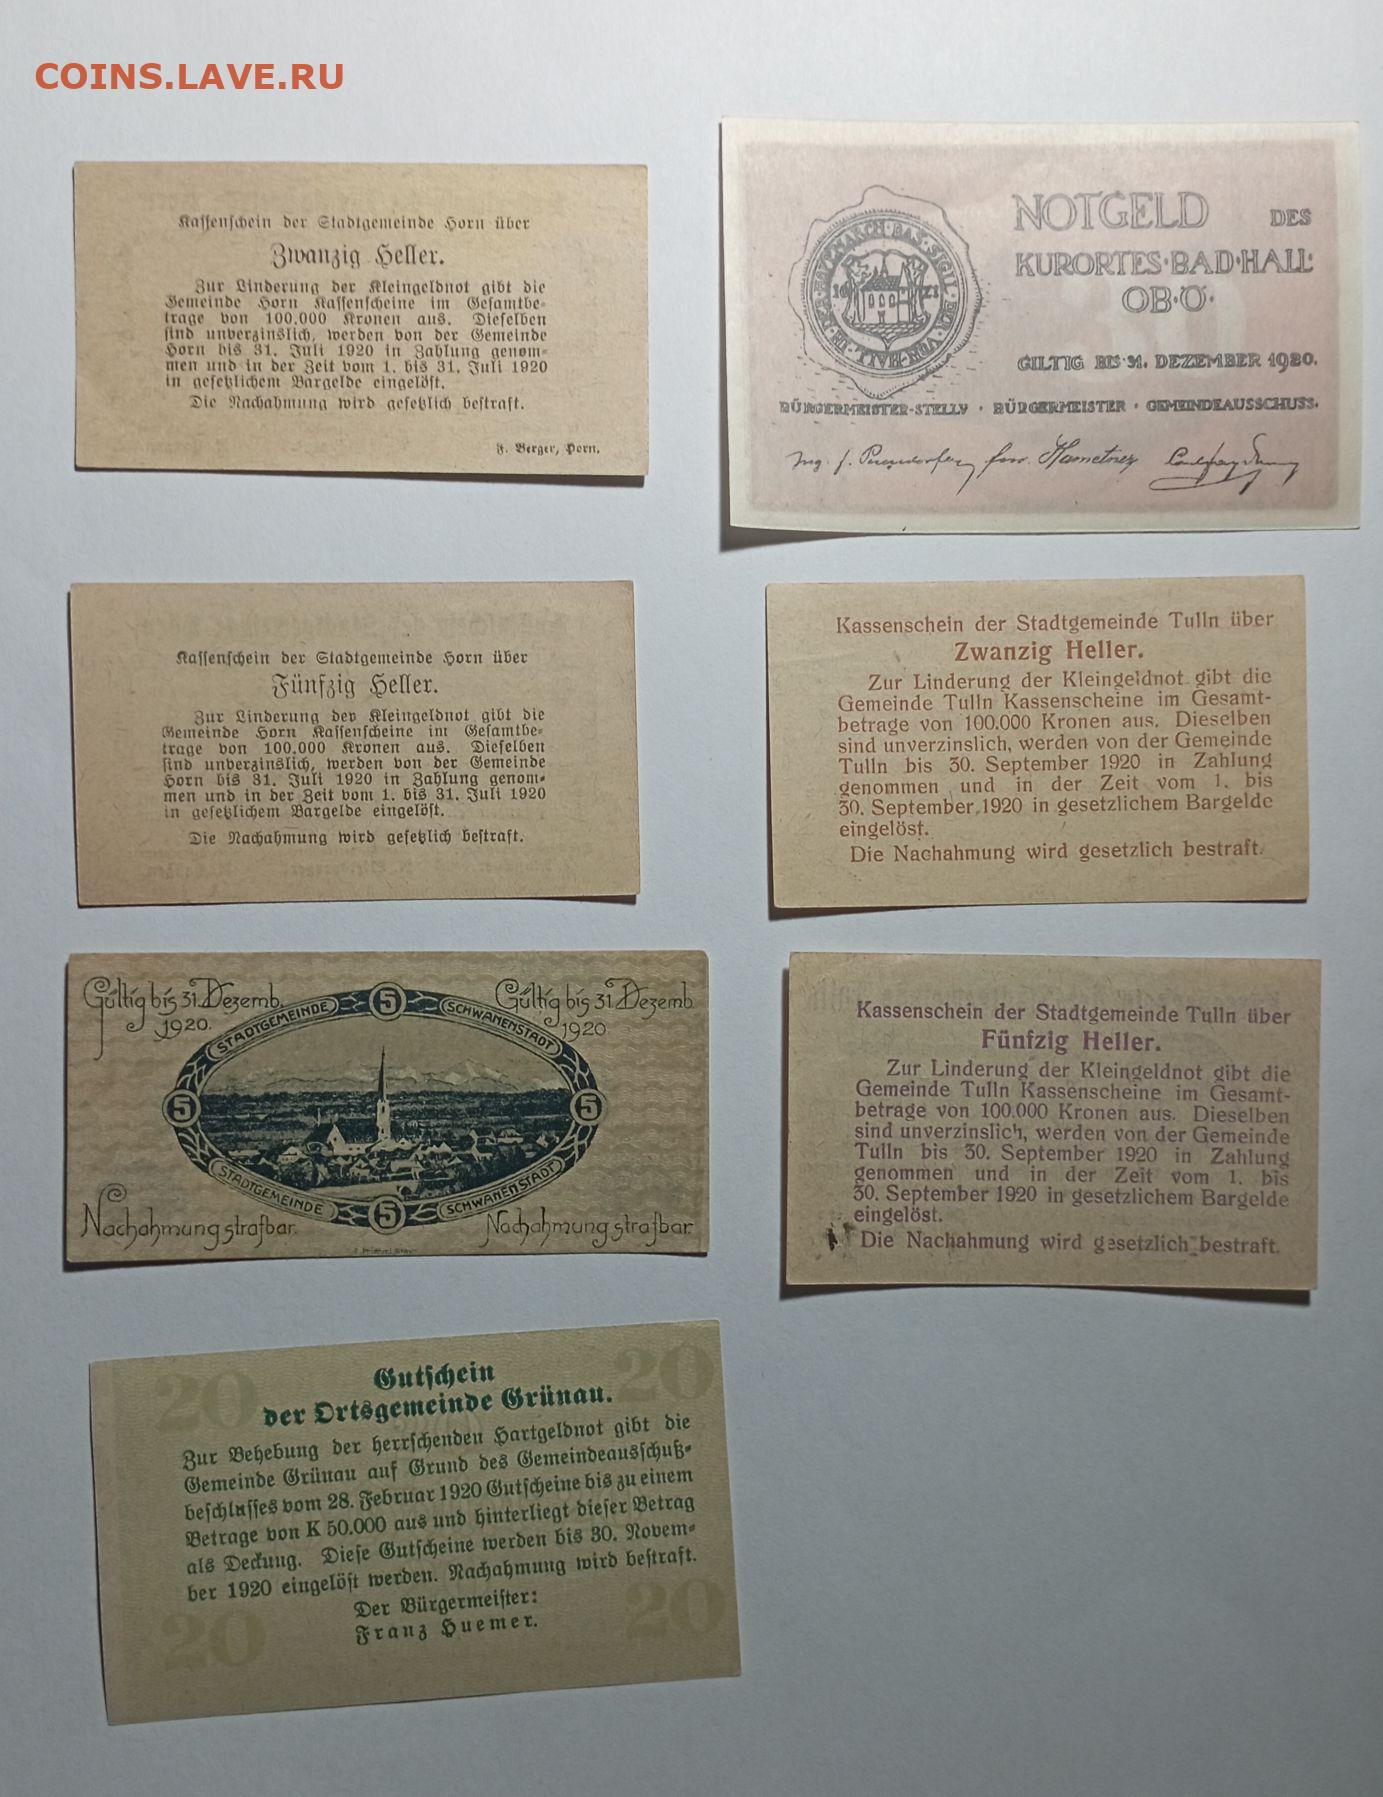 COINS.LAVE.RU
Kassenschein der Stadtgemeinde Horn über
Zwanzig Heller.
Zur Linderung der Kleingeldnot gibt die
Gemeinde Horn Kassenscheine im Gesamtbe-
trage von 100.000 Kronen aus. Dieselben
sind unverzinslich, werden von der Gemeinde
Horn bis 31. Juli 1920 in Zahlung genom-
men und in der Zeit vom 1. bis 31. Juli 1920
in gesetzlichem Bargelde eingelöst.
Die Nachahmung wird gesetzlich bestraft.
F. Berger, Horn.
NOTGELD DES
KURORTES·BAD·HALL
OB·Ö·
GILTIG BIS 31. DEZEMBER 1920.
BÜRGERMEISTER-STELLV · BÜRGERMEISTER · GEMEINDEAUSSCHUSS.
16 21
Kassenschein der Stadtgemeinde Horn über
Fünfzig Heller.
Zur Linderung der Kleingeldnot gibt die
Gemeinde Horn Kassenscheine im Gesamtbe-
trage von 100.000 Kronen aus. Dieselben
sind unverzinslich, werden von der Gemeinde
Horn bis 31. Juli 1920 in Zahlung genom-
men und in der Zeit vom 1. bis 31. Juli 1920
in gesetzlichem Bargelde eingelöst.
Die Nachahmung wird gesetzlich bestraft.
Kassenschein der Stadtgemeinde Tulln über
Zwanzig Heller.
Zur Linderung der Kleingeldnot gibt die
Gemeinde Tulln Kassenscheine im Gesamt-
betrage von 100.000 Kronen aus. Dieselben
sind unverzinslich, werden von der Gemeinde
Tulln bis 30. September 1920 in Zahlung
genommen und in der Zeit vom 1. bis
30. September 1920 in gesetzlichem Bargelde
eingelöst.
Die Nachahmung wird gesetzlich bestraft.
Gültig bis 31. Dezemb.
1920.
Gültig bis 31. Dezemb.
1920.
STADTGEMEINDE 5 SCHWANENSTADT
5 5
STADTGEMEINDE 5 SCHWANENSTADT
Nachahmung strafbar.
Nachahmung strafbar.
Kassenschein der Stadtgemeinde Tulln über
Fünfzig Heller.
Zur Linderung der Kleingeldnot gibt die
Gemeinde Tulln Kassenscheine im Gesamt-
betrage von 100.000 Kronen aus. Dieselben
sind unverzinslich, werden von der Gemeinde
Tulln bis 30. September 1920 in Zahlung
genommen und in der Zeit vom 1. bis
30. September 1920 in gesetzlichem Bargelde
eingelöst.
Die Nachahmung wird gesetzlich bestraft.
20 20
Gutschein
der Ortsgemeinde Grünau.
Zur Behebung der herrschenden Hartgeldnot gibt die
Gemeinde Grünau auf Grund des Gemeindeausschuß-
beschlusses vom 28. Februar 1920 Gutscheine bis zu einem
Betrage von K 50.000 aus und hinterliegt dieser Betrag
als Deckung. Diese Gutscheine werden bis 30. Novem-
ber 1920 eingelöst werden. Nachahmung wird bestraft.
Der Bürgermeister:
Franz Huemer.
20 20